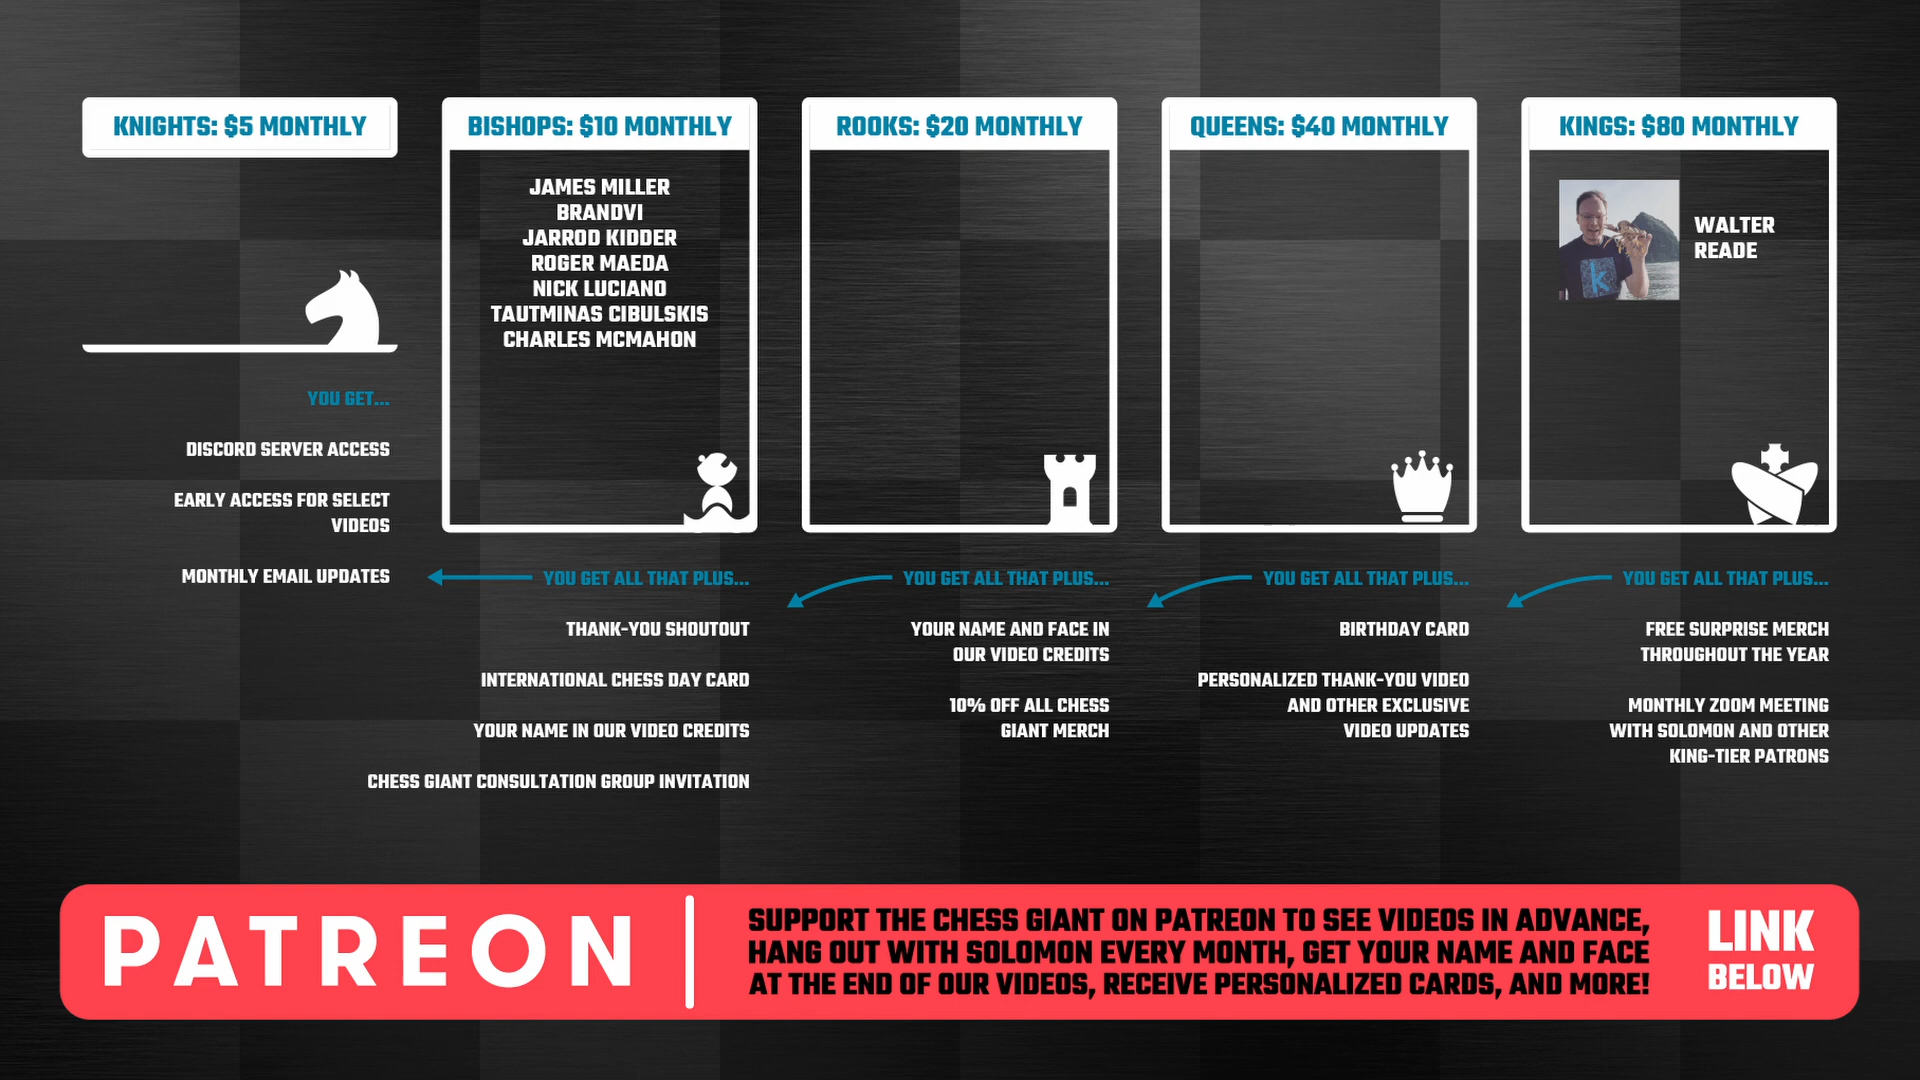 KNIGHTS: $5 MONTHLY
YOU GET...
DISCORD SERVER ACCESS
EARLY ACCESS FOR SELECT
VIDEOS
MONTHLY EMAIL UPDATES
BISHOPS: $10 MONTHLY
JAMES MILLER
BRANDVI
JARROD KIDDER
ROGER MAEDA
NICK LUCIANO
TAUTMINAS CIBULSKIS
CHARLES MCMAHON
YOU GET ALL THAT PLUS...
THANK-YOU SHOUTOUT
INTERNATIONAL CHESS DAY CARD
YOUR NAME IN OUR VIDEO CREDITS
CHESS GIANT CONSULTATION GROUP INVITATION
ROOKS: $20 MONTHLY
YOU GET ALL THAT PLUS...
YOUR NAME AND FACE IN
OUR VIDEO CREDITS
10% OFF ALL CHESS
GIANT MERCH
QUEENS: $40 MONTHLY
YOU GET ALL THAT PLUS...
BIRTHDAY CARD
PERSONALIZED THANK-YOU VIDEO
AND OTHER EXCLUSIVE
VIDEO UPDATES
KINGS: $80 MONTHLY
k
WALTER
READE
YOU GET ALL THAT PLUS...
FREE SURPRISE MERCH
THROUGHOUT THE YEAR
MONTHLY ZOOM MEETING
WITH SOLOMON AND OTHER
KING-TIER PATRONS
PATREON
SUPPORT THE CHESS GIANT ON PATREON TO SEE VIDEOS IN ADVANCE,
HANG OUT WITH SOLOMON EVERY MONTH, GET YOUR NAME AND FACE
AT THE END OF OUR VIDEOS, RECEIVE PERSONALIZED CARDS, AND MORE!
LINK
BELOW